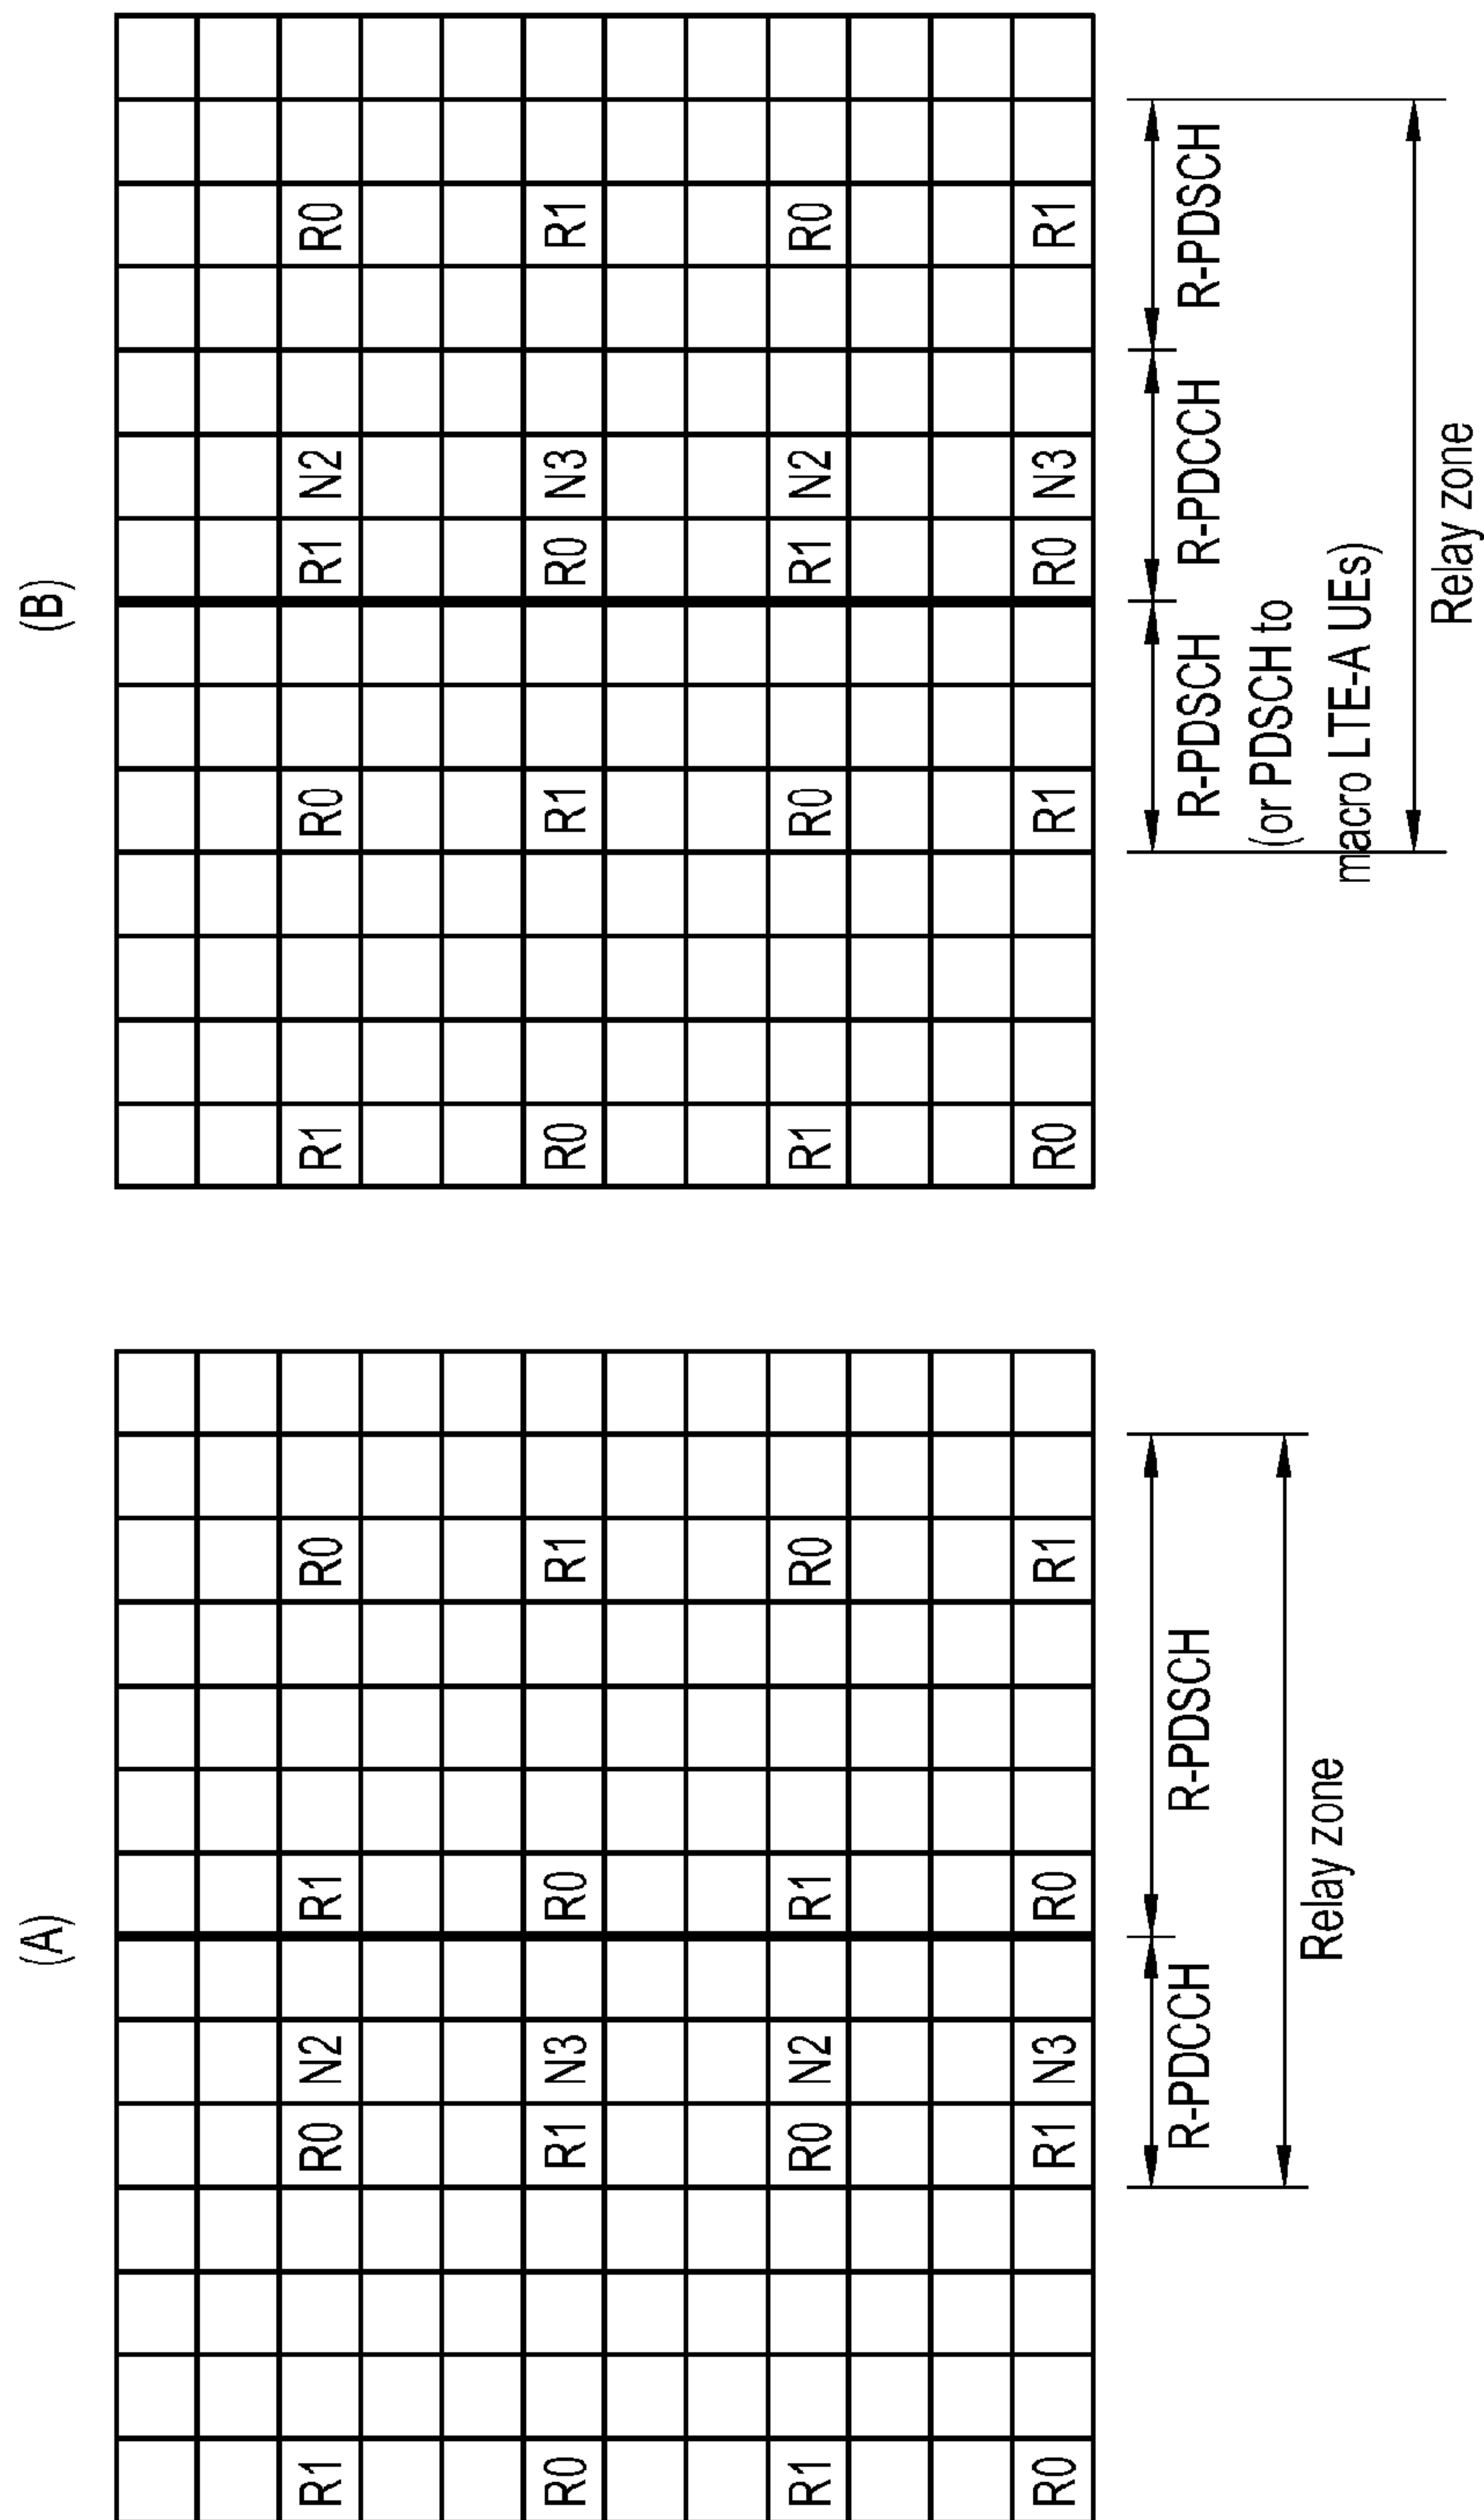 (A)
R1 R0 N2 R1 R0
R0 R1 N3 R0 R1
R1 R0 N2 R1 R0
R0 R1 N3 R0 R1
R-PDCCH R-PDSCH
Relay zone
(B)
R1 R0 R1 N2 R0
R0 R1 R0 N3 R1
R1 R0 R1 N2 R0
R0 R1 R0 N3 R1
R-PDSCH R-PDCCH R-PDSCH
(or PDSCH to
macro LTE-A UEs)
Relay zone